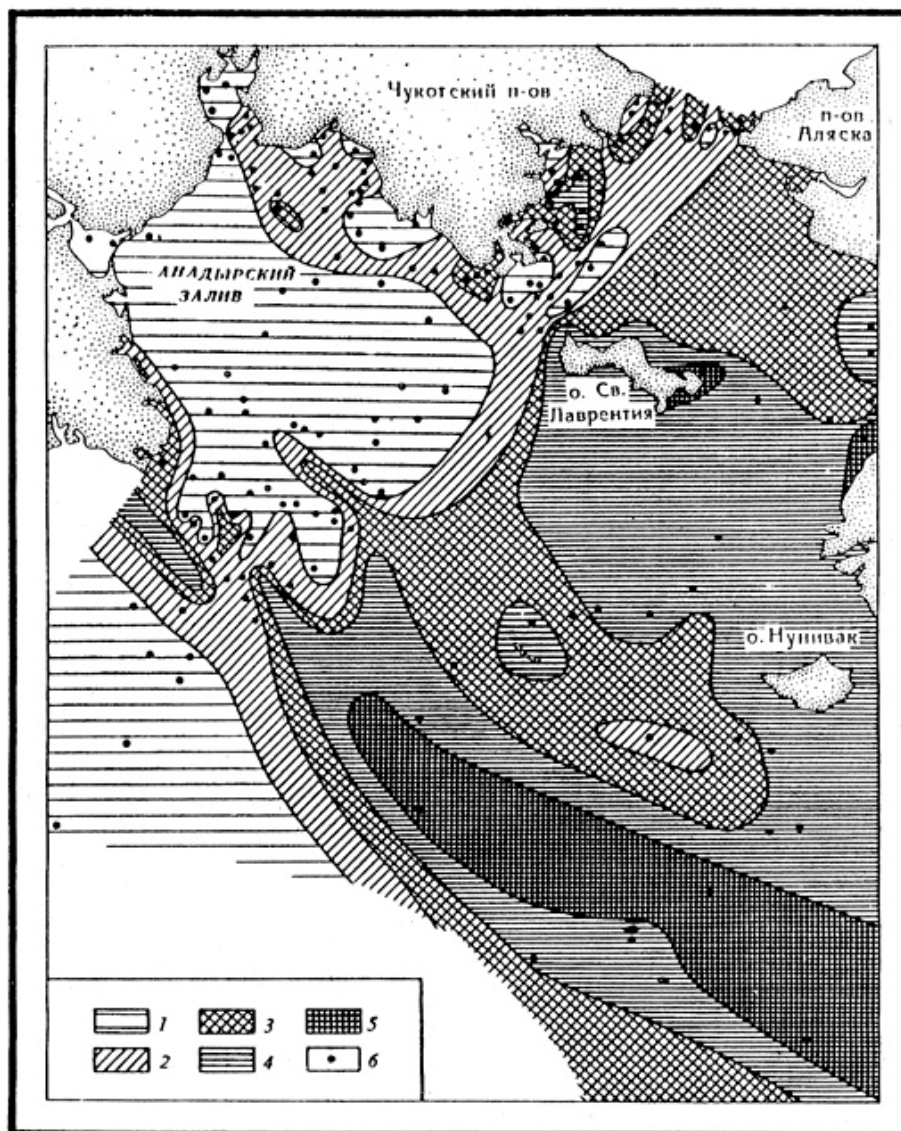 Чукотский п-ов
п-ов
Аляска
АНАДЫРСКИЙ
ЗАЛИВ
о. Св.
Лаврентия
о. Нунивак
1 3 5
2 4 6